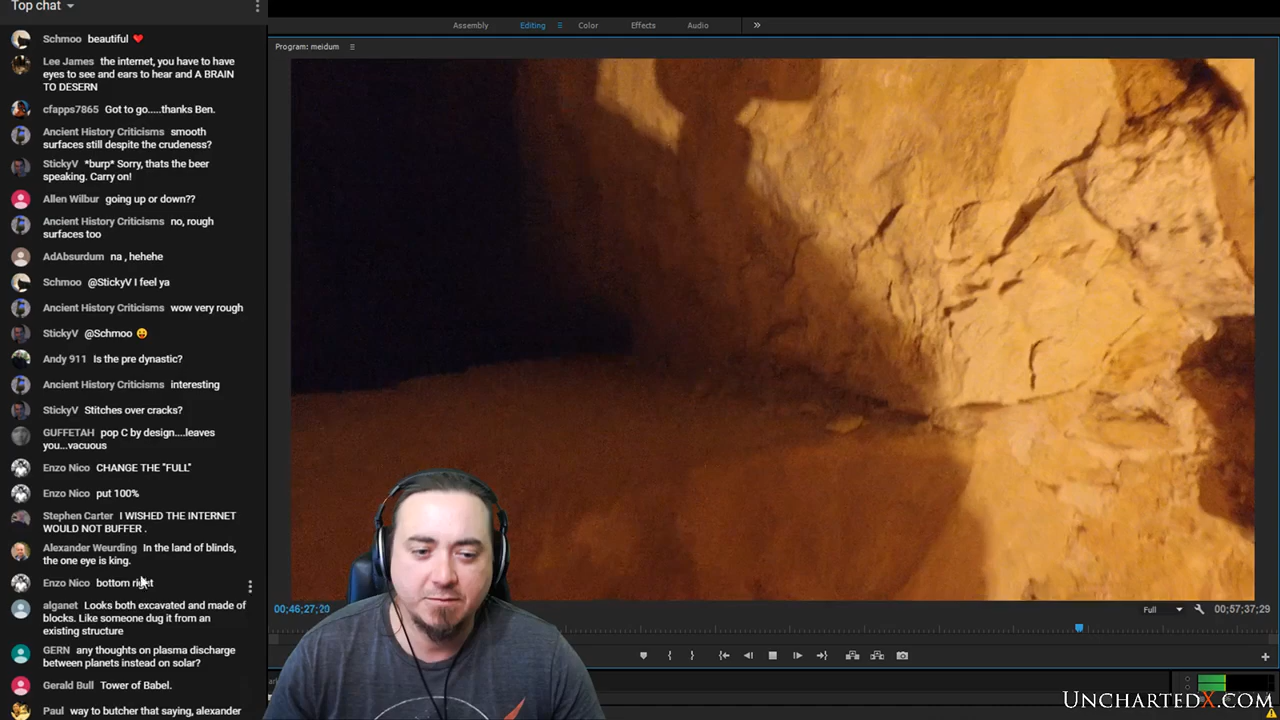 Top chat
Schmoo beautiful
Lee James the internet, you have to have
eyes to see and ears to hear and A BRAIN
TO DESERN
cfapps7865 Got to go.....thanks Ben.
Ancient History Criticisms smooth
surfaces still despite the crudeness?
StickyV *burp* Sorry, thats the beer
speaking. Carry on!
Allen Wilbur going up or down??
Ancient History Criticisms no, rough
surfaces too
AdAbsurdum na , hehehe
Schmoo @StickyV I feel ya
Ancient History Criticisms wow very rough
StickyV @Schmoo
Andy 911 Is the pre dynastic?
Ancient History Criticisms interesting
StickyV Stitches over cracks?
GUFFETAH pop C by design....leaves
you...vacuous
Enzo Nico CHANGE THE "FULL"
Enzo Nico put 100%
Stephen Carter I WISHED THE INTERNET
WOULD NOT BUFFER .
Alexander Weurding In the land of blinds,
the one eye is king.
Enzo Nico bottom right
alganet Looks both excavated and made of
blocks. Like someone dug it from an
existing structure
GERN any thoughts on plasma discharge
between planets instead on solar?
Gerald Bull Tower of Babel.
Paul way to butcher that saying, alexander
Assembly Editing Color Effects Audio
Program: meidum
00;46;27;20 Full 00;57;37;29
UNCHARTEDX.COM